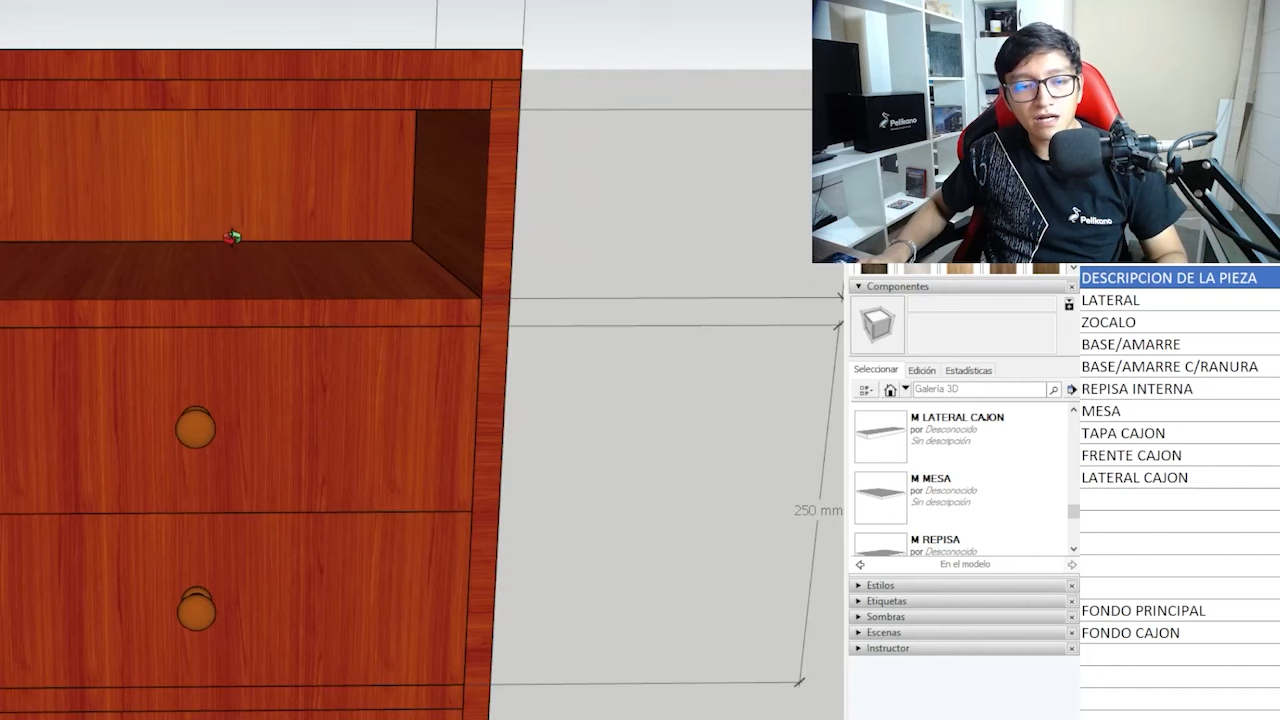 Pelikano
Pelikano
250 mm
Componentes
Seleccionar
Edición
Estadísticas
Galería 3D
M LATERAL CAJON
por Desconocido
Sin descripción
M MESA
por Desconocido
Sin descripción
M REPISA
por Desconocido
En el modelo
Estilos
Etiquetas
Sombras
Escenas
Instructor
DESCRIPCION DE LA PIEZA
LATERAL
ZOCALO
BASE/AMARRE
BASE/AMARRE C/RANURA
REPISA INTERNA
MESA
TAPA CAJON
FRENTE CAJON
LATERAL CAJON
FONDO PRINCIPAL
FONDO CAJON